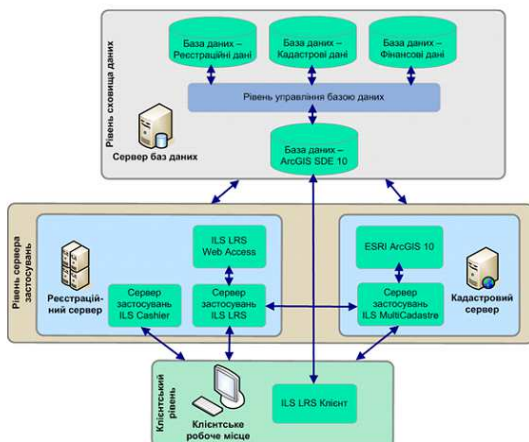 Рівень сховища даних
База даних –
Реєстраційні дані
База даних –
Кадастрові дані
База даних –
Фінансові дані
Рівень управління базою даних
Сервер баз даних
База даних –
ArcGIS SDE 10
Рівень сервера
застосувань
Реєстрацій-
ний сервер
ILS LRS
Web Access
Сервер
застосувань
ILS Cashier
Сервер
застосувань
ILS LRS
ESRI ArcGIS 10
Сервер
застосувань
ILS MultiCadastre
Кадастровий
сервер
Клієнтський
рівень
Клієнтське
робоче місце
ILS LRS Клієнт